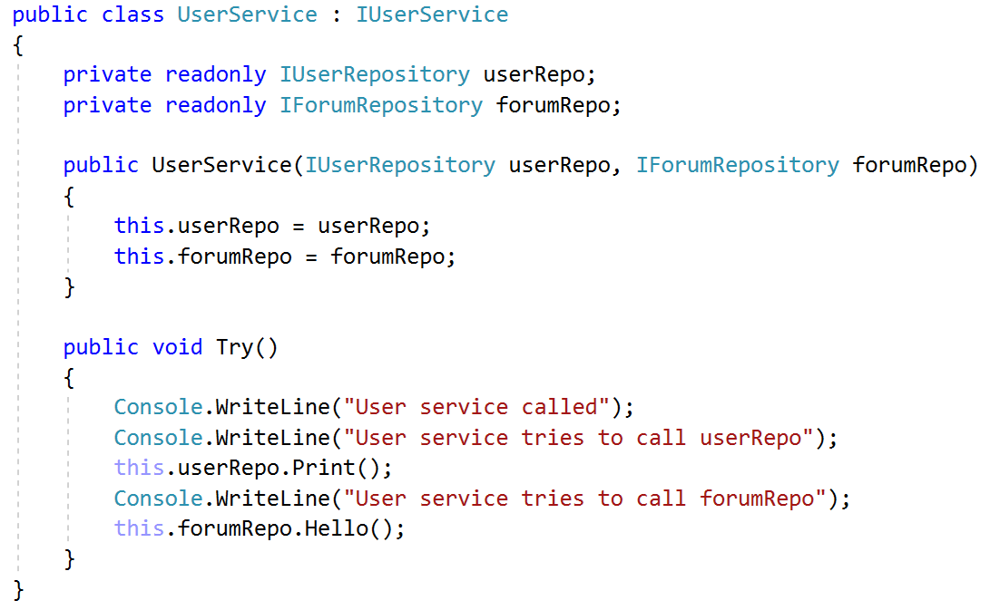 public class UserService : IUserService
{
    private readonly IUserRepository userRepo;
    private readonly IForumRepository forumRepo;

    public UserService(IUserRepository userRepo, IForumRepository forumRepo)
    {
        this.userRepo = userRepo;
        this.forumRepo = forumRepo;
    }

    public void Try()
    {
        Console.WriteLine("User service called");
        Console.WriteLine("User service tries to call userRepo");
        this.userRepo.Print();
        Console.WriteLine("User service tries to call forumRepo");
        this.forumRepo.Hello();
    }
}